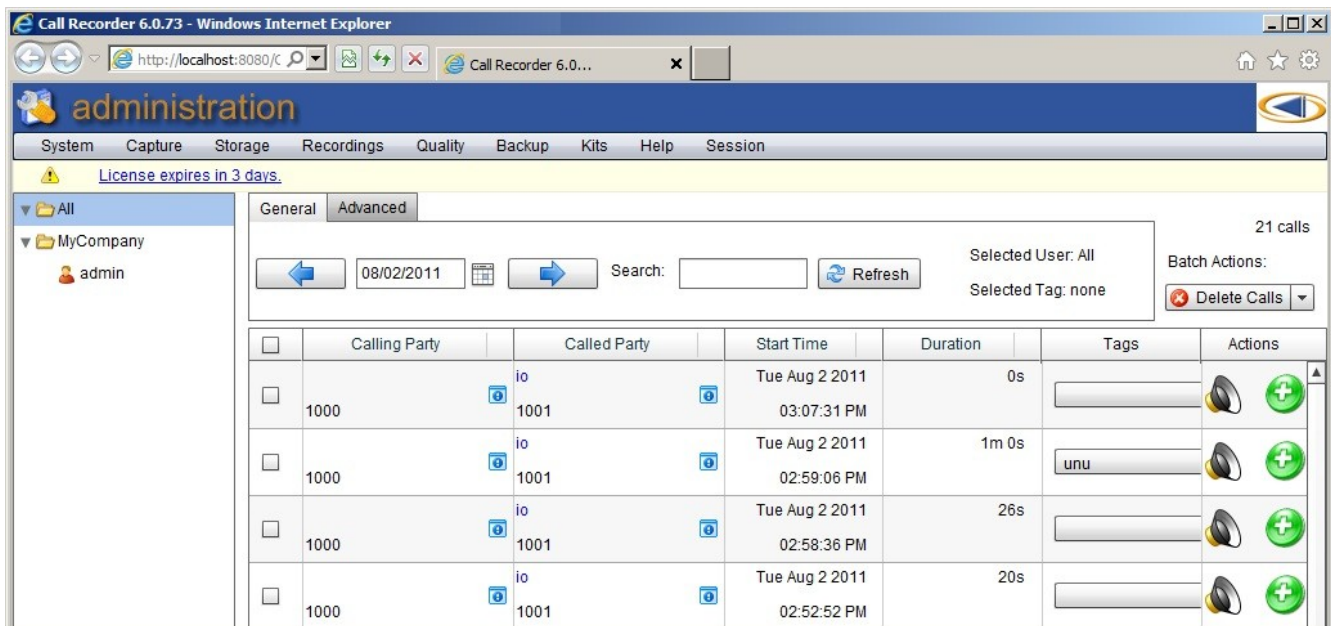 Call Recorder 6.0.73 - Windows Internet Explorer
http://localhost:8080/C
Call Recorder 6.0...
administration
System Capture Storage Recordings Quality Backup Kits Help Session
License expires in 3 days.
All
MyCompany
admin
General Advanced
21 calls
08/02/2011 Search: Refresh
Selected User: All
Selected Tag: none
Batch Actions:
Delete Calls
Calling Party Called Party Start Time Duration Tags Actions
io Tue Aug 2 2011 0s
1000 1001 03:07:31 PM
io Tue Aug 2 2011 1m 0s
1000 1001 02:59:06 PM unu
io Tue Aug 2 2011 26s
1000 1001 02:58:36 PM
io Tue Aug 2 2011 20s
1000 1001 02:52:52 PM